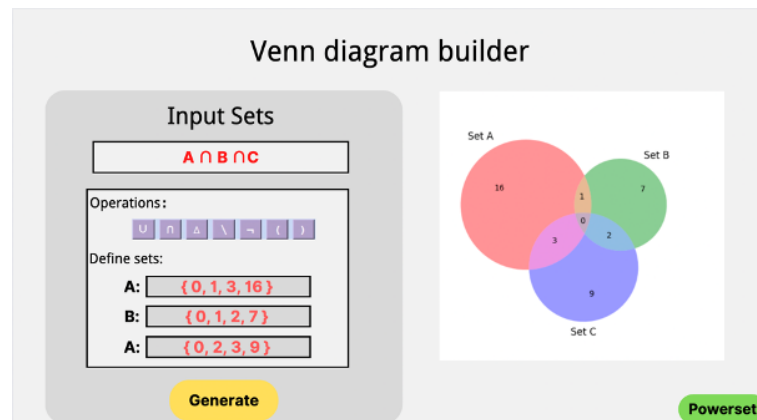 Venn diagram builder
Input Sets
A ∩ B ∩C
Operations:
∪ ∩ △ \ ¬ ( )
Define sets:
A: { 0, 1, 3, 16 }
B: { 0, 1, 2, 7 }
A: { 0, 2, 3, 9 }
Generate
Set A
Set B
16
7
1
0
3
2
9
Set C
Powerset